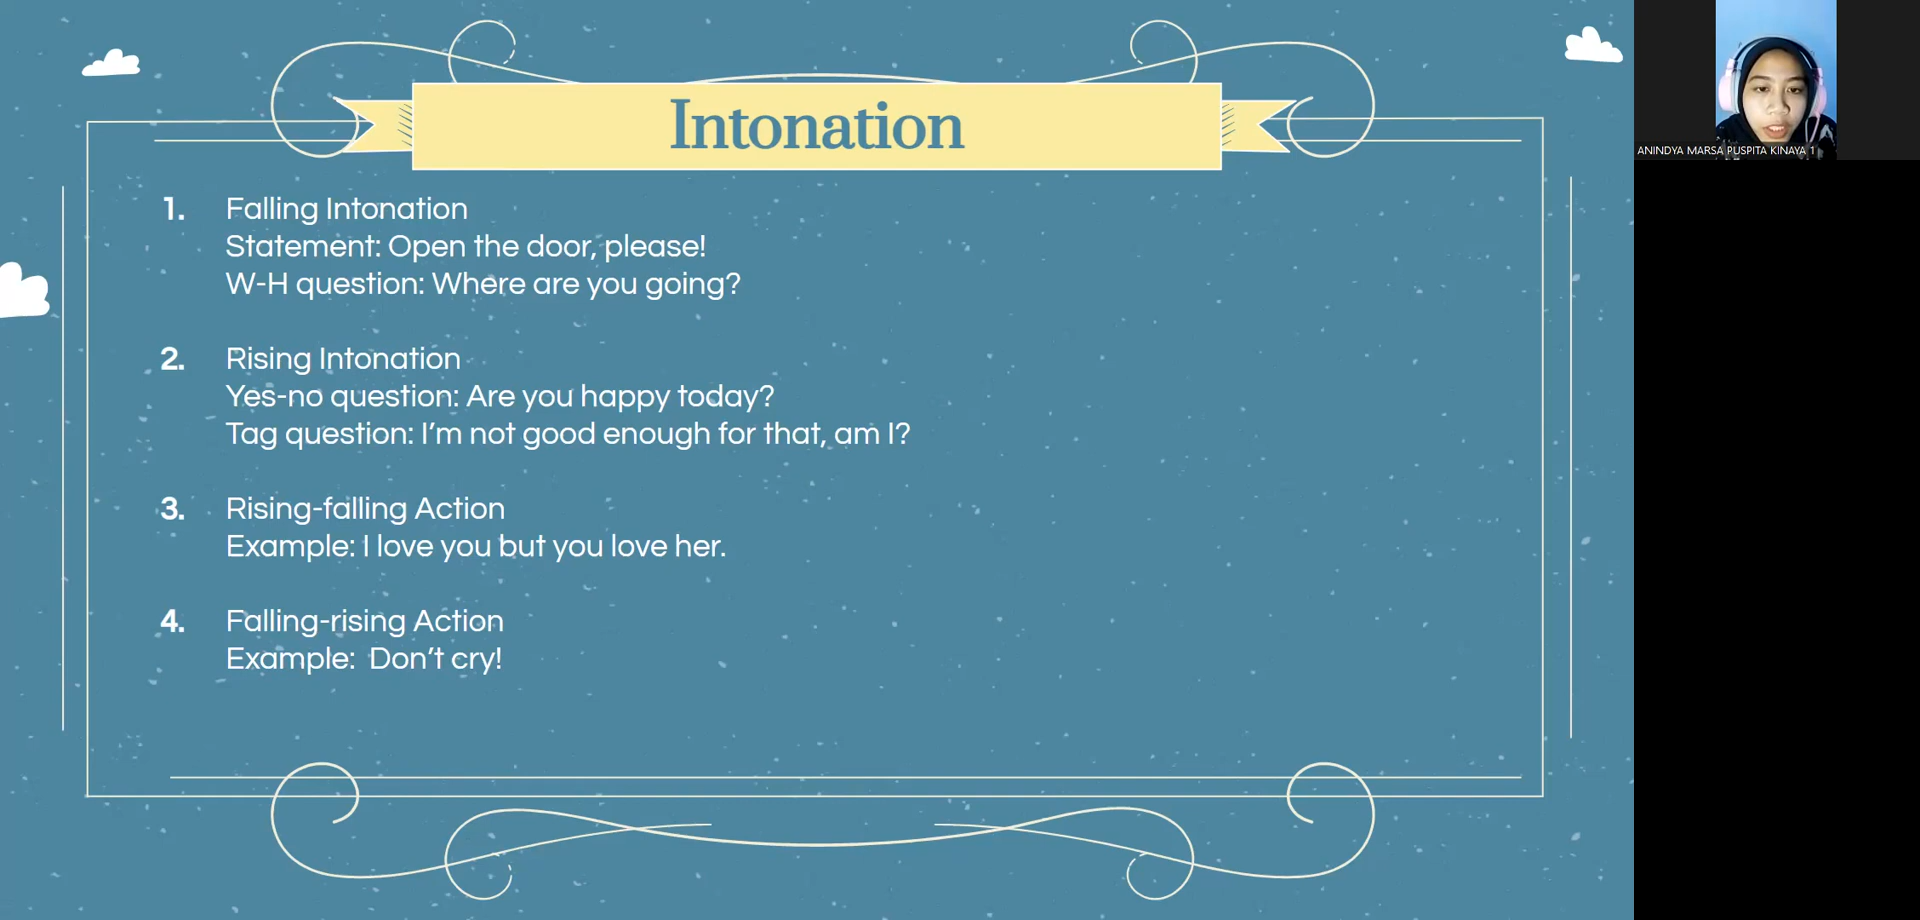 Intonation
1. Falling Intonation
Statement: Open the door, please!
W-H question: Where are you going?
2. Rising Intonation
Yes-no question: Are you happy today?
Tag question: I’m not good enough for that, am I?
3. Rising-falling Action
Example: I love you but you love her.
4. Falling-rising Action
Example:  Don’t cry!
ANINDYA MARSA PUSPITA KINAYA 1